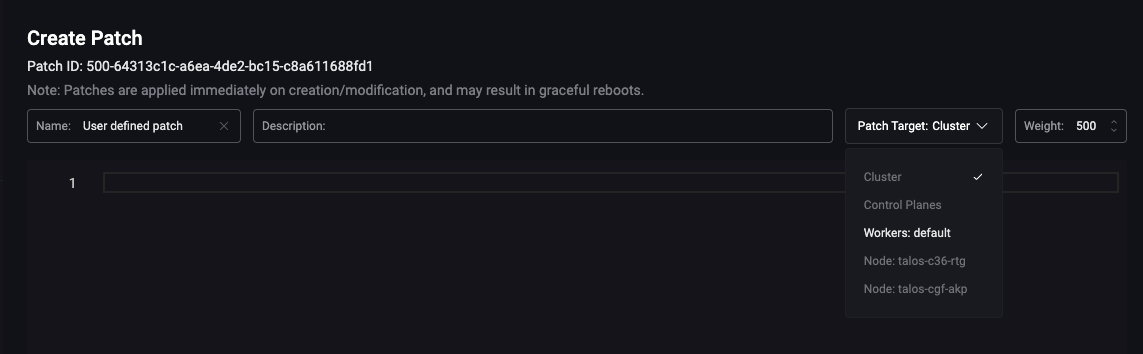 Create Patch
Patch ID: 500-64313c1c-a6ea-4de2-bc15-c8a611688fd1
Note: Patches are applied immediately on creation/modification, and may result in graceful reboots.
Name: User defined patch Description: Patch Target: Cluster Weight: 500
1
Cluster
Control Planes
Workers: default
Node: talos-c36-rtg
Node: talos-cgf-akp